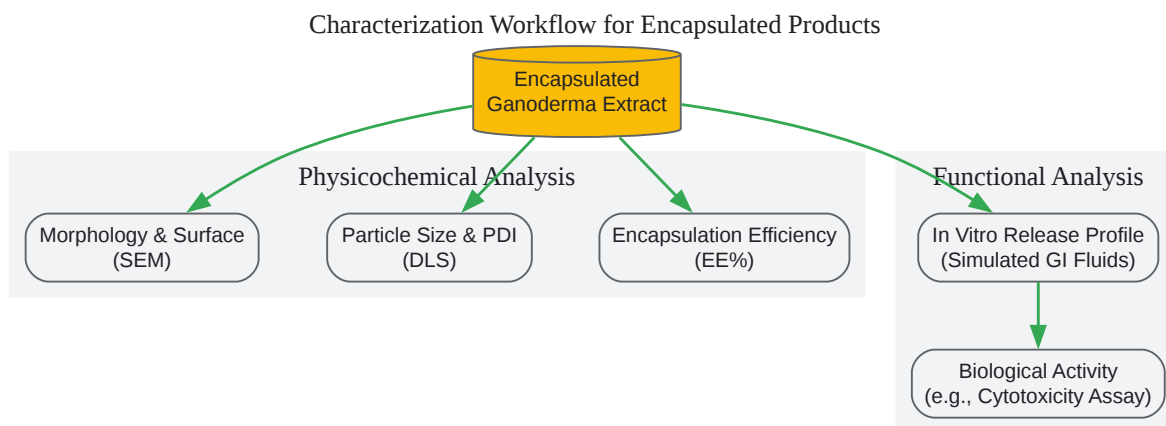 Characterization Workflow for Encapsulated Products
Encapsulated
Ganoderma Extract
Physicochemical Analysis
Functional Analysis
Morphology & Surface
(SEM)
Particle Size & PDI
(DLS)
Encapsulation Efficiency
(EE%)
In Vitro Release Profile
(Simulated GI Fluids)
Biological Activity
(e.g., Cytotoxicity Assay)